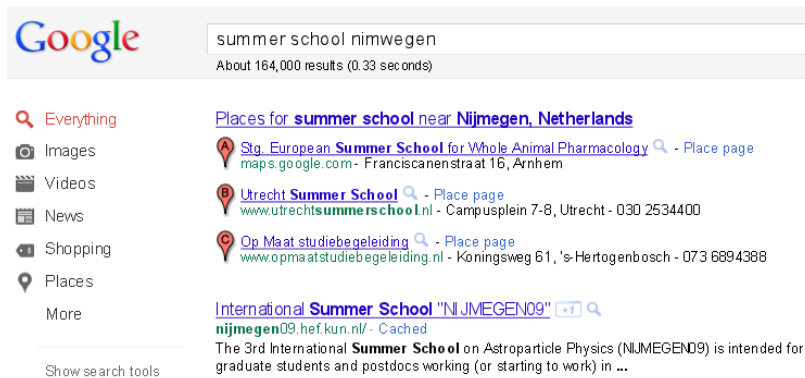 Google
summer school nimwegen
About 164,000 results (0.33 seconds)
Everything
Images
Videos
News
Shopping
Places
More
Show search tools
Places for summer school near Nijmegen, Netherlands
A Stg. European Summer School for Whole Animal Pharmacology - Place page
maps.google.com - Franciscanenstraat 16, Arnhem
B Utrecht Summer School - Place page
www.utrechtsummerschool.nl - Campusplein 7-8, Utrecht - 030 2534400
C Op Maat studiebegeleiding - Place page
www.opmaatstudiebegeleiding.nl - Koningsweg 61, 's-Hertogenbosch - 073 6894388
International Summer School "NIJMEGEN09" +1
nijmegen09.hef.kun.nl/ - Cached
The 3rd International Summer School on Astroparticle Physics (NIJMEGEN09) is intended for
graduate students and postdocs working (or starting to work) in ...